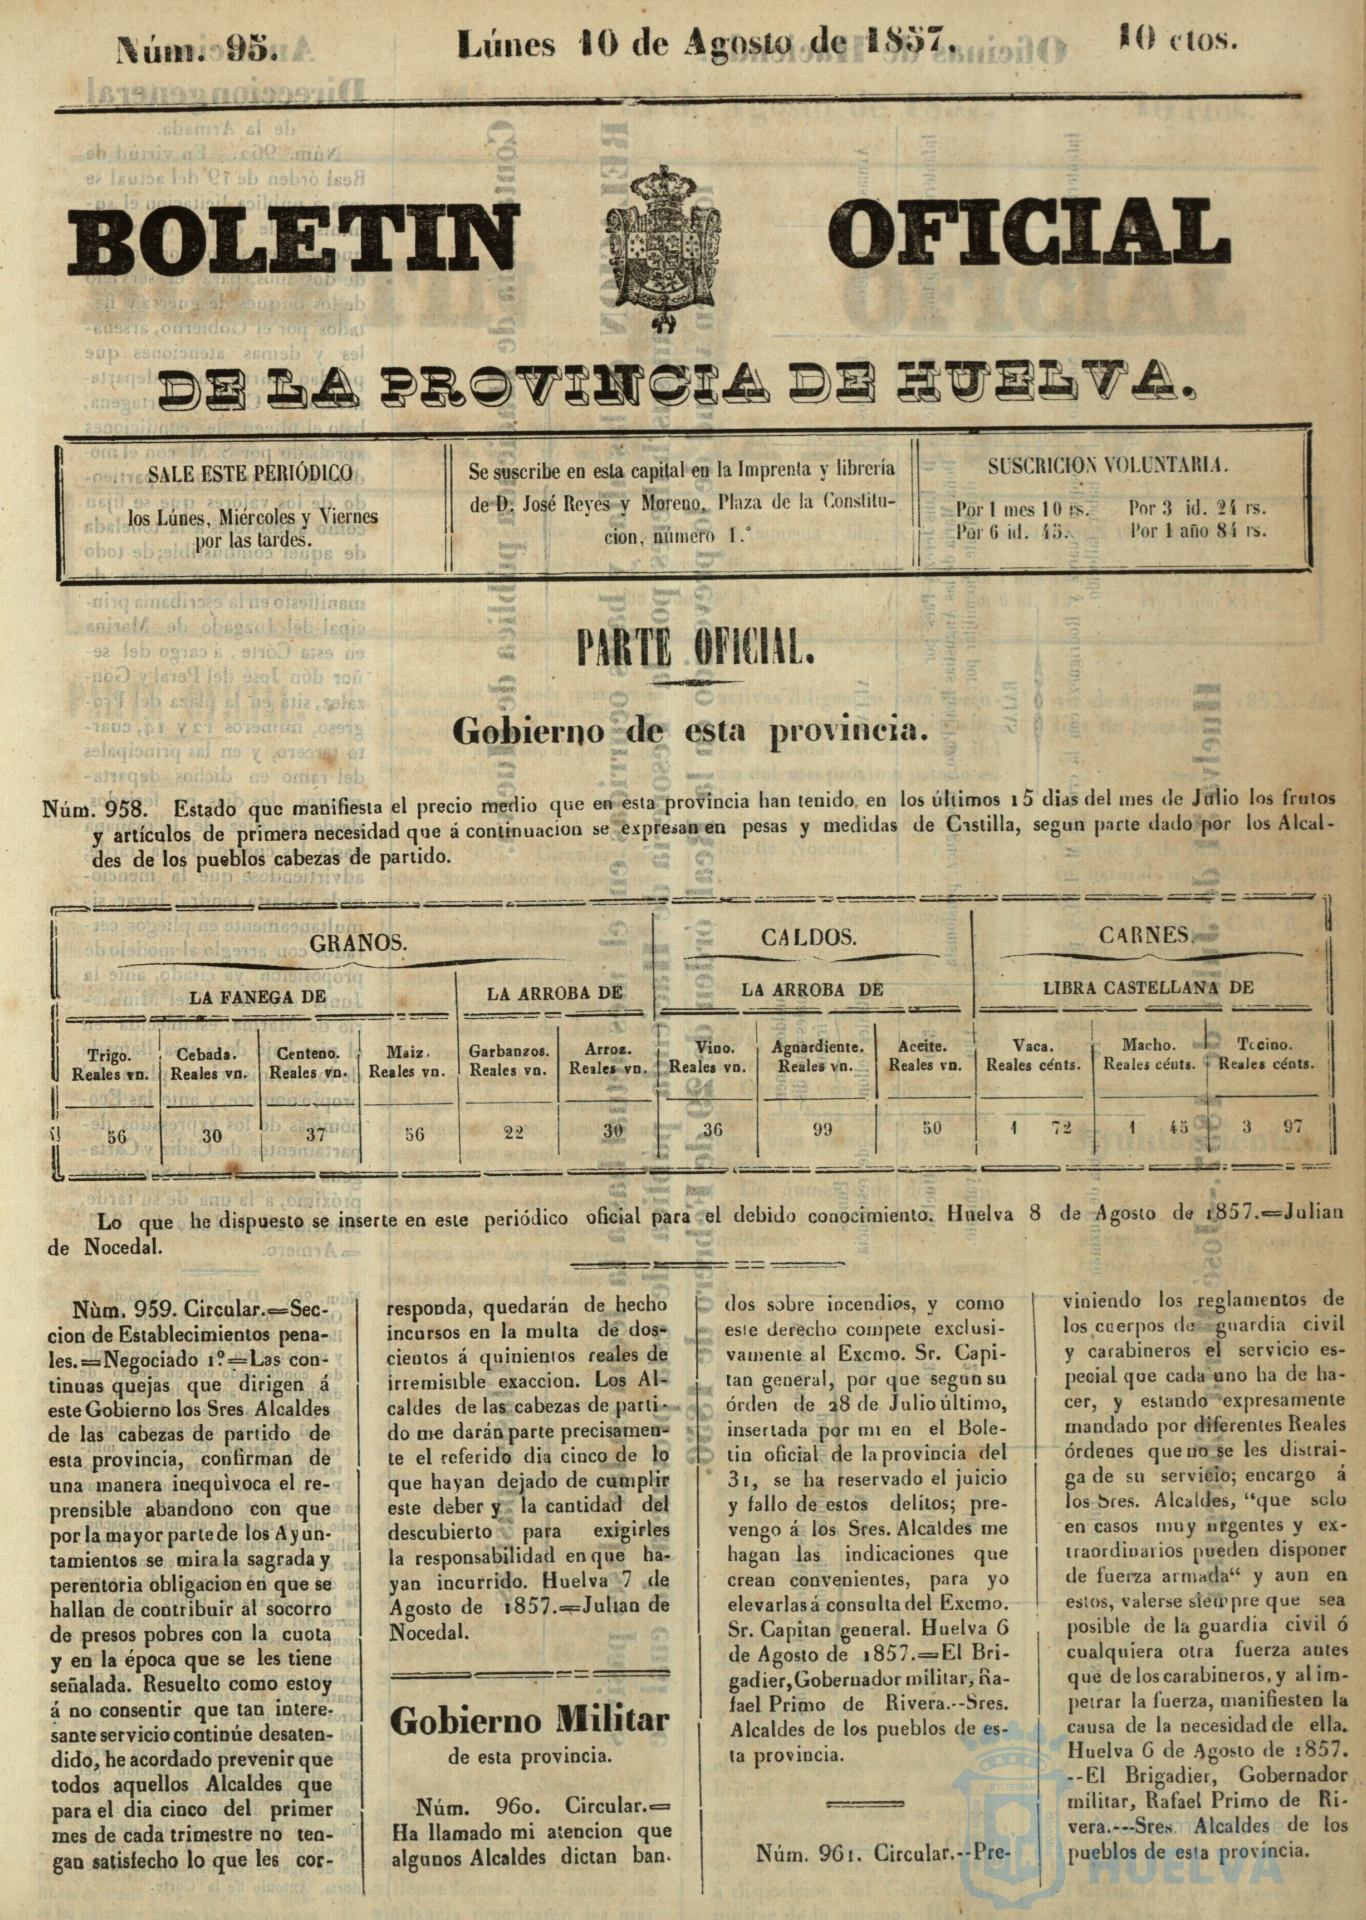 Núm. 95.
Lúnes 10 de Agosto de 1857.
10 ctos.
BOLETIN OFICIAL
DE LA PROVINCIA DE HUELVA.
SALE ESTE PERIÓDICO
los Lúnes, Miércoles y Viernes
por las tardes.
Se suscribe en esta capital en la Imprenta y librería
de D. José Reyes y Moreno, Plaza de la Constitu-
cion, número 1.°
SUSCRICION VOLUNTARIA.
Por 1 mes 10 rs. Por 3 id. 24 rs.
Por 6 id. 45. Por 1 año 84 rs.
PARTE OFICIAL.
Gobierno de esta provincia.
Núm. 958. Estado que manifiesta el precio medio que en esta provincia han tenido en los últimos 15 dias del mes de Julio los frutos
y artículos de primera necesidad que á continuacion se expresan en pesas y medidas de Castilla, segun parte dado por los Alcal-
des de los pueblos cabezas de partido.
GRANOS. CALDOS. CARNES.
LA FANEGA DE LA ARROBA DE LA ARROBA DE LIBRA CASTELLANA DE
Trigo. Cebada. Centeno. Maiz. Garbanzos. Arroz. Vino. Agnardiente. Aceite. Vaca. Macho. Tocino.
Reales vn. Reales vn. Reales vn. Reales vn. Reales vn. Reales vn. Reales vn. Reales vn. Reales vn. Reales cénts. Reales cénts. Reales cénts.
56 30 37 56 22 30 36 99 50 1 72 1 45 3 97
Lo que he dispuesto se inserte en este periódico oficial para el debido conocimiento. Huelva 8 de Agosto de 1857.=Julian
de Nocedal.
Nùm. 959. Circular.=Sec-
cion de Establecimientos pena-
les.=Negociado 1.º=Las con-
tinuas quejas que dirigen á
este Gobierno los Sres. Alcaldes
de las cabezas de partido de
esta provincia, confirman de
una manera inequìvoca el re-
prensible abandono con que
por la mayor parte de los Ayun-
tamientos se mira la sagrada y
perentoria obligacion en que se
hallan de contribuir al socorro
de presos pobres con la cuota
y en la época que se les tiene
señalada. Resuelto como estoy
á no consentir que tan intere-
sante servicio continúe desaten-
dido, he acordado prevenir que
todos aquellos Alcaldes que
para el dia cinco del primer
mes de cada trimestre no ten-
gan satisfecho lo que les cor-
responda, quedarán de hecho
incursos en la multa de dos-
cientos á quinientos reales de
irremisible exaccion. Los Al-
caldes de las cabezas de parti-
do me darán parte precisamen-
te el referido dia cinco de lo
que hayan dejado de cumplir
este deber y la cantidad del
descubierto para exigirles
la responsabilidad en que ha-
yan incurrido. Huelva 7 de
Agosto de 1857.=Julian de
Nocedal.
Gobierno Militar
de esta provincia.
Núm. 960. Circular.=
Ha llamado mi atencion que
algunos Alcaldes dictan ban-
dos sobre incendios, y como
este derecho compete exclusi-
vamente al Excmo. Sr. Capi-
tan general, por que segun su
órden de 28 de Julio último,
insertada por mi en el Bole-
tin oficial de la provincia del
31, se ha reservado el juicio
y fallo de estos delitos; pre-
vengo á los Sres. Alcaldes me
hagan las indicaciones que
crean convenientes, para yo
elevarlas á consulta del Excmo.
Sr. Capitan general. Huelva 6
de Agosto de 1857.=El Bri-
gadier, Gobernador militar, Ra-
fael Primo de Rivera.--Sres.
Alcaldes de los pueblos de es-
ta provincia.
Núm. 961. Circular.--Pre-
viniendo los reglamentos de
los cuerpos de guardia civil
y carabineros el servicio es-
pecial que cada uno ha de ha-
cer, y estando expresamente
mandado por diferentes Reales
órdenes que no se les distrai-
ga de su servicio; encargo á
los Sres. Alcaldes, “que solo
en casos muy urgentes y ex-
traordinarios pueden disponer
de fuerza armada“ y aun en
estos, valerse siempre que sea
posible de la guardia civil ó
cualquiera otra fuerza antes
que de los carabineros, y al im-
petrar la fuerza, manifiesten la
causa de la necesidad de ella.
Huelva 6 de Agosto de 1857.
--El Brigadier, Gobernador
militar, Rafael Primo de Ri-
vera.---Sres. Alcaldes de los
pueblos de esta provincia.
HUELVA